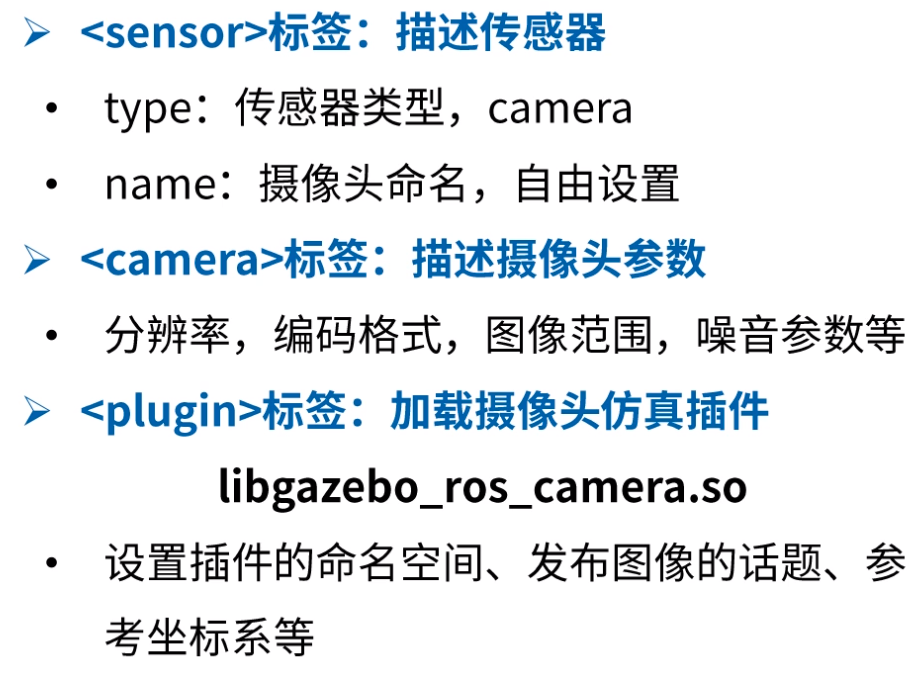 ➢ <sensor>标签：描述传感器
• type：传感器类型，camera
• name：摄像头命名，自由设置
➢ <camera>标签：描述摄像头参数
• 分辨率，编码格式，图像范围，噪音参数等
➢ <plugin>标签：加载摄像头仿真插件
libgazebo_ros_camera.so
• 设置插件的命名空间、发布图像的话题、参
考坐标系等